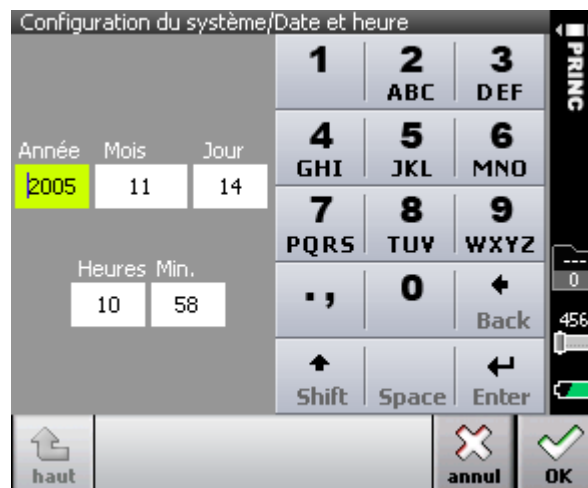 Configuration du système/Date et heure
PRINC
Année Mois Jour
2005 11 14
Heures Min.
10 58
1 2 3
ABC DEF
4 5 6
GHI JKL MNO
7 8 9
PQRS TUV WXYZ
., 0
Back
Shift Space Enter
---
0
456
haut
annul
OK